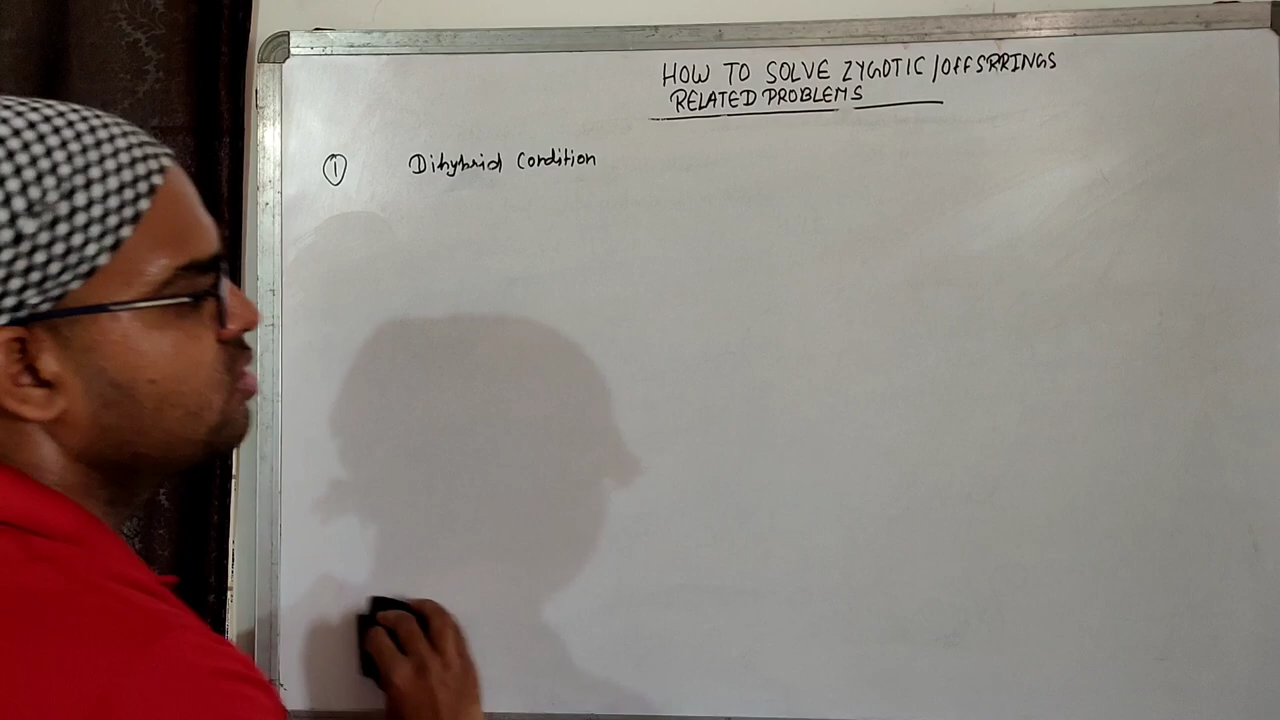 HOW TO SOLVE ZYGOTIC/OFFSRRINGS
RELATED PROBLEMS
① Dihybrid Condition